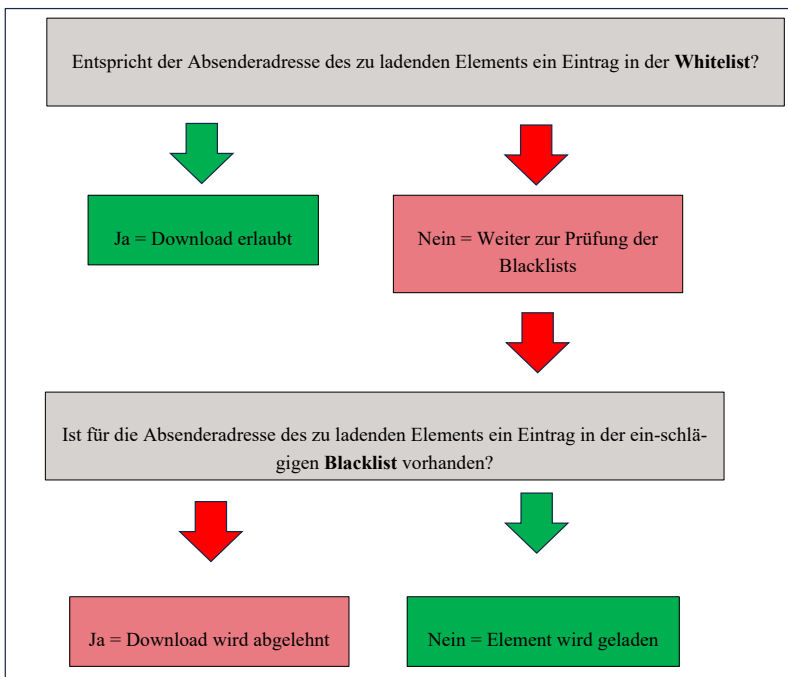 Entspricht der Absenderadresse des zu ladenden Elements ein Eintrag in der Whitelist?
Ja = Download erlaubt
Nein = Weiter zur Prüfung der
Blacklists
Ist für die Absenderadresse des zu ladenden Elements ein Eintrag in der ein-schlä-
gigen Blacklist vorhanden?
Ja = Download wird abgelehnt
Nein = Element wird geladen